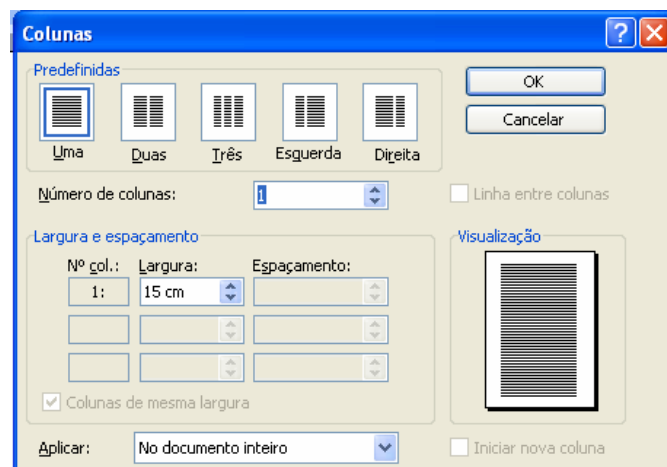 Colunas
Predefinidas
Uma
Duas
Três
Esquerda
Direita
OK
Cancelar
Número de colunas:
1
Linha entre colunas
Largura e espaçamento
Nº col.: Largura: Espaçamento:
1: 15 cm
Colunas de mesma largura
Visualização
Aplicar: No documento inteiro
Iniciar nova coluna